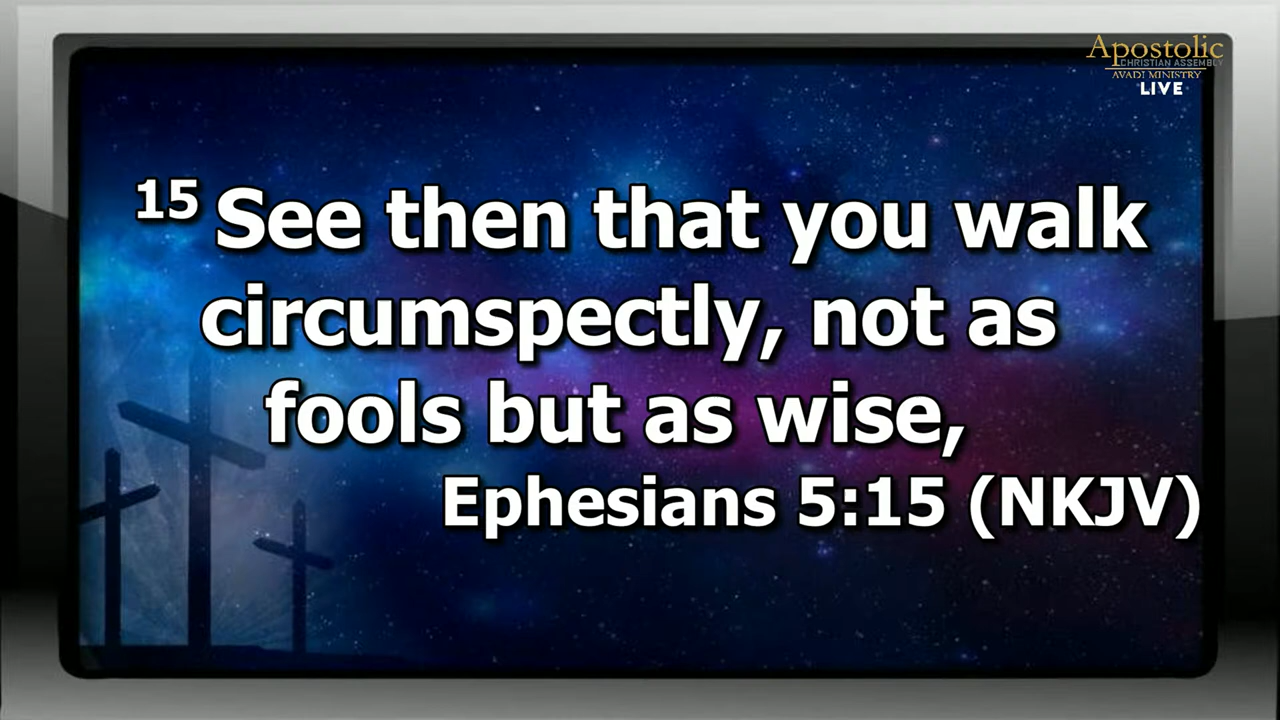 Apostolic
CHRISTIAN ASSEMBLY
AVADI MINISTRY
LIVE
15 See then that you walk
circumspectly, not as
fools but as wise,
Ephesians 5:15 (NKJV)